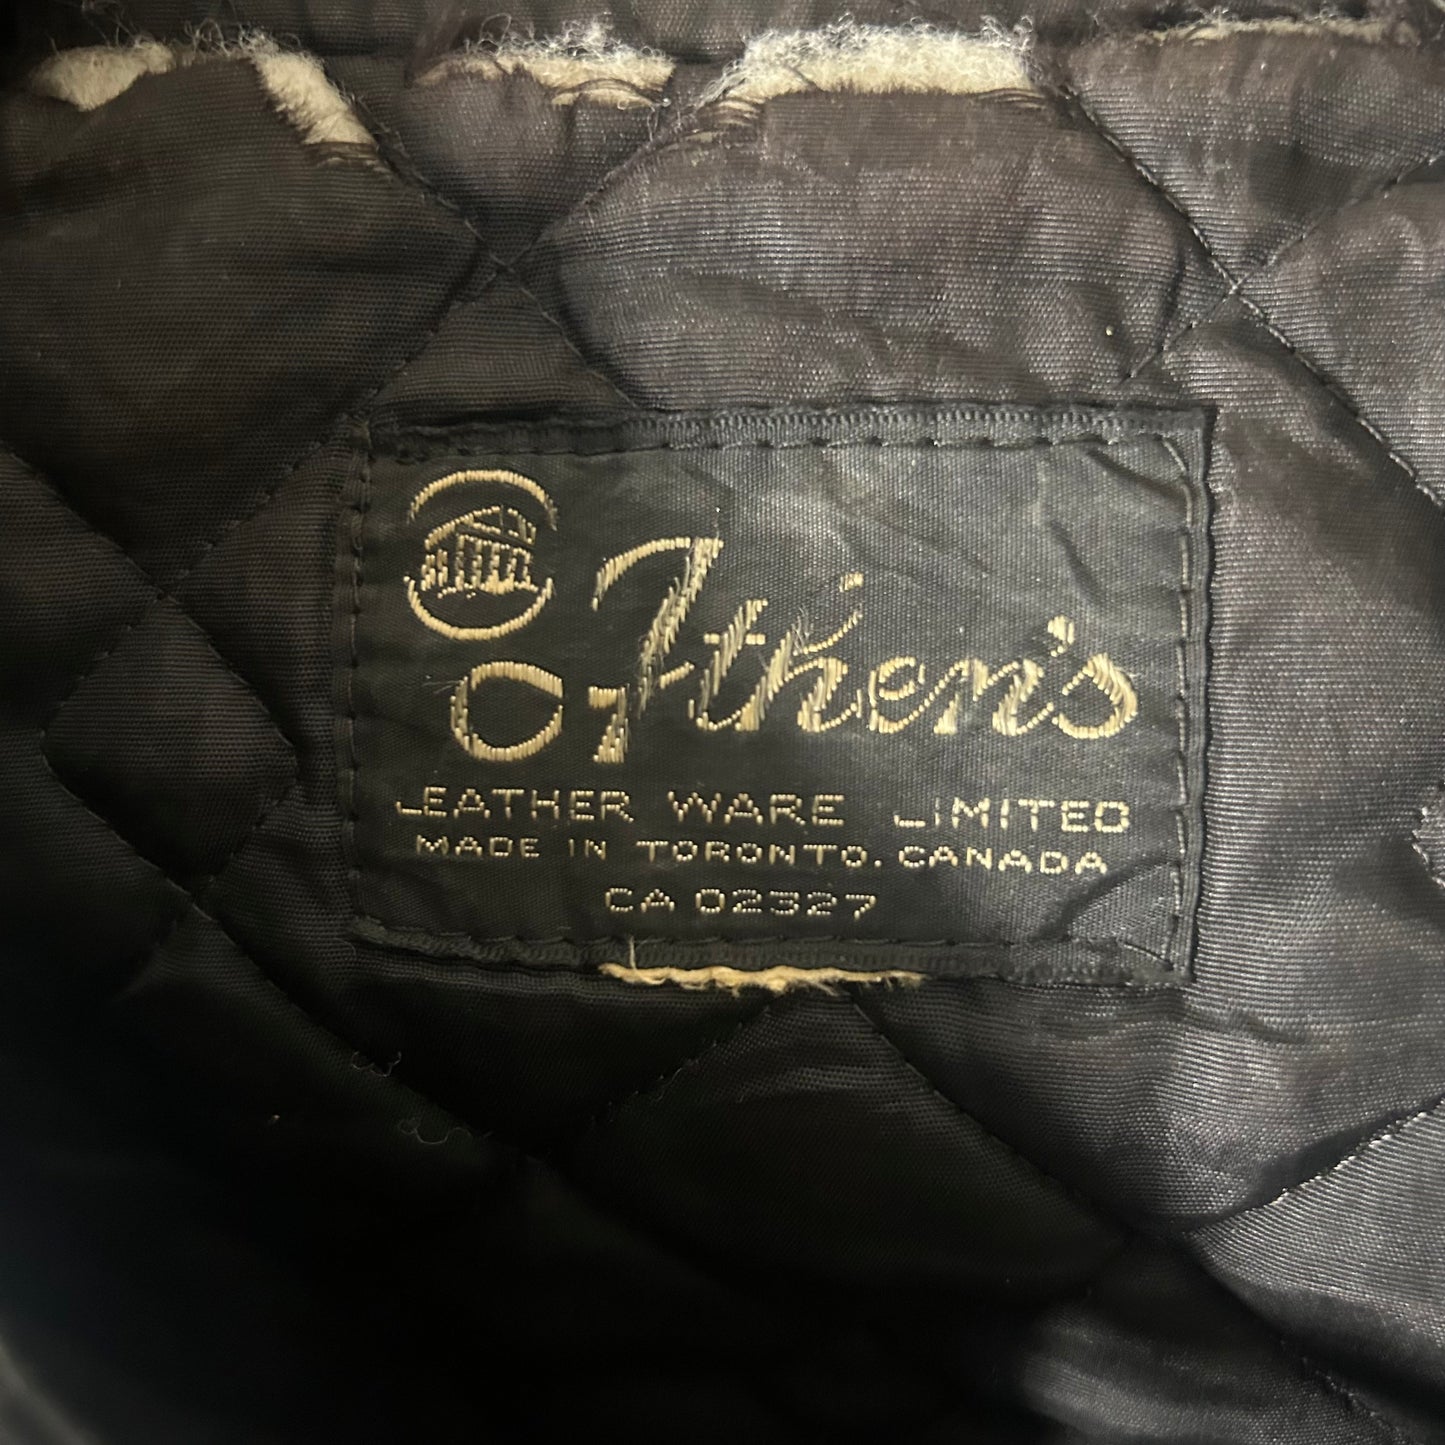 Athen's
LEATHER WARE LIMITED
MADE IN TORONTO. CANADA
CA 02327